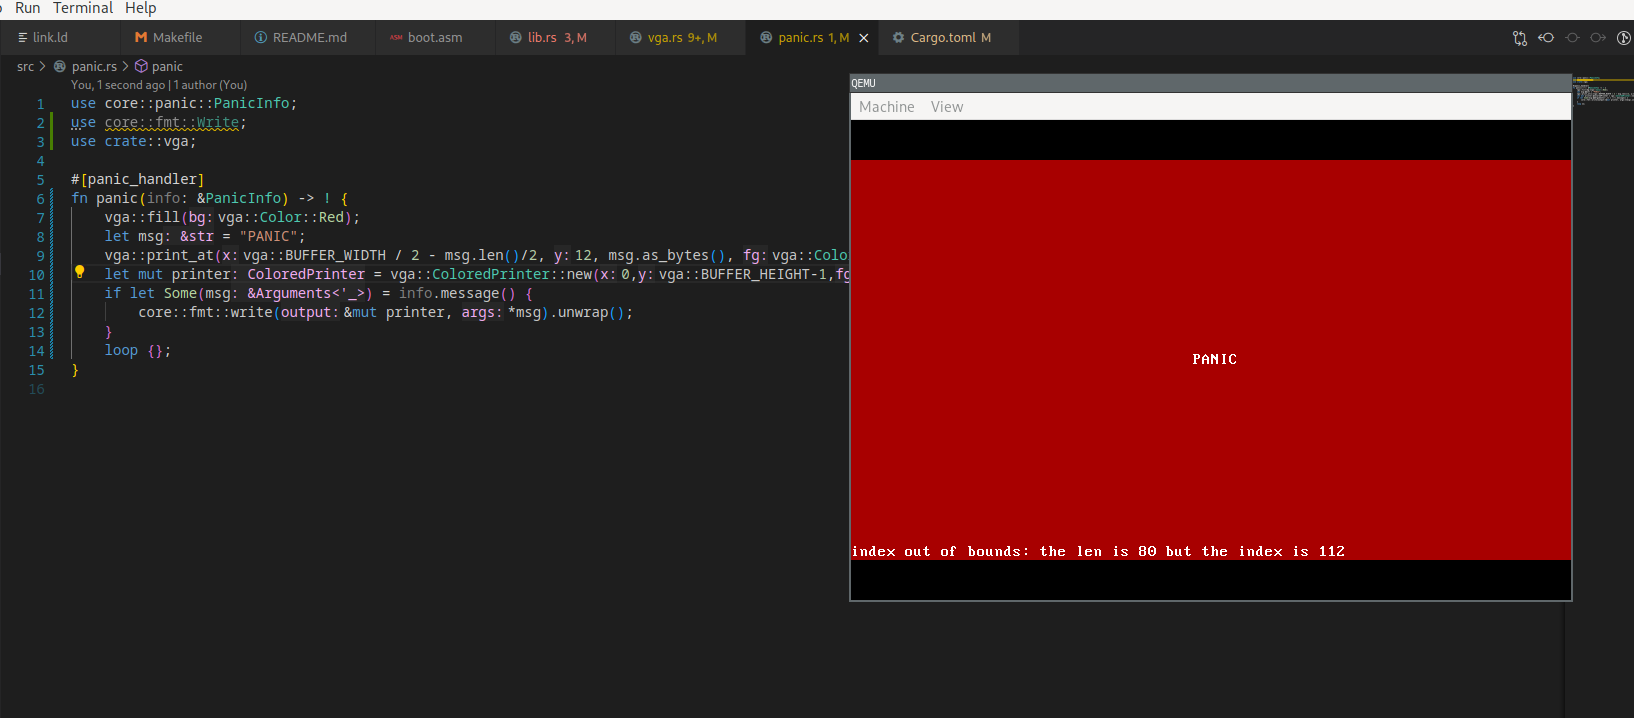 Run Terminal Help
link.ld Makefile README.md ASM boot.asm lib.rs 3, M vga.rs 9+, M panic.rs 1, M Cargo.toml M
src > panic.rs > panic
You, 1 second ago | 1 author (You)
1 use core::panic::PanicInfo;
2 use core::fmt::Write;
3 use crate::vga;
4
5 #[panic_handler]
6 fn panic(info: &PanicInfo) -> ! {
7 vga::fill(bg: vga::Color::Red);
8 let msg: &str = "PANIC";
9 vga::print_at(x: vga::BUFFER_WIDTH / 2 - msg.len()/2, y: 12, msg.as_bytes(), fg: vga::Colo
10 let mut printer: ColoredPrinter = vga::ColoredPrinter::new(x: 0,y: vga::BUFFER_HEIGHT-1,fg
11 if let Some(msg: &Arguments<'_>) = info.message() {
12 core::fmt::write(output: &mut printer, args: *msg).unwrap();
13 }
14 loop {};
15 }
16
QEMU
Machine View
PANIC
index out of bounds: the len is 80 but the index is 112